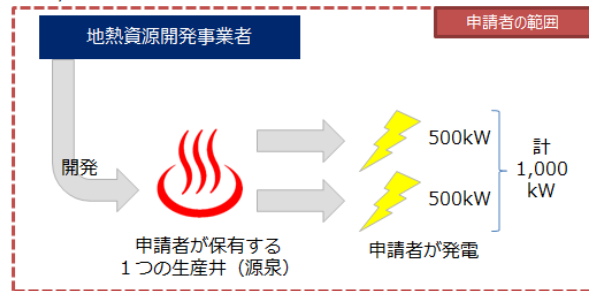 地熱資源開発事業者
申請者の範囲
開発
500kW
500kW
計
1,000
kW
申請者が保有する
１つの生産井（源泉）
申請者が発電